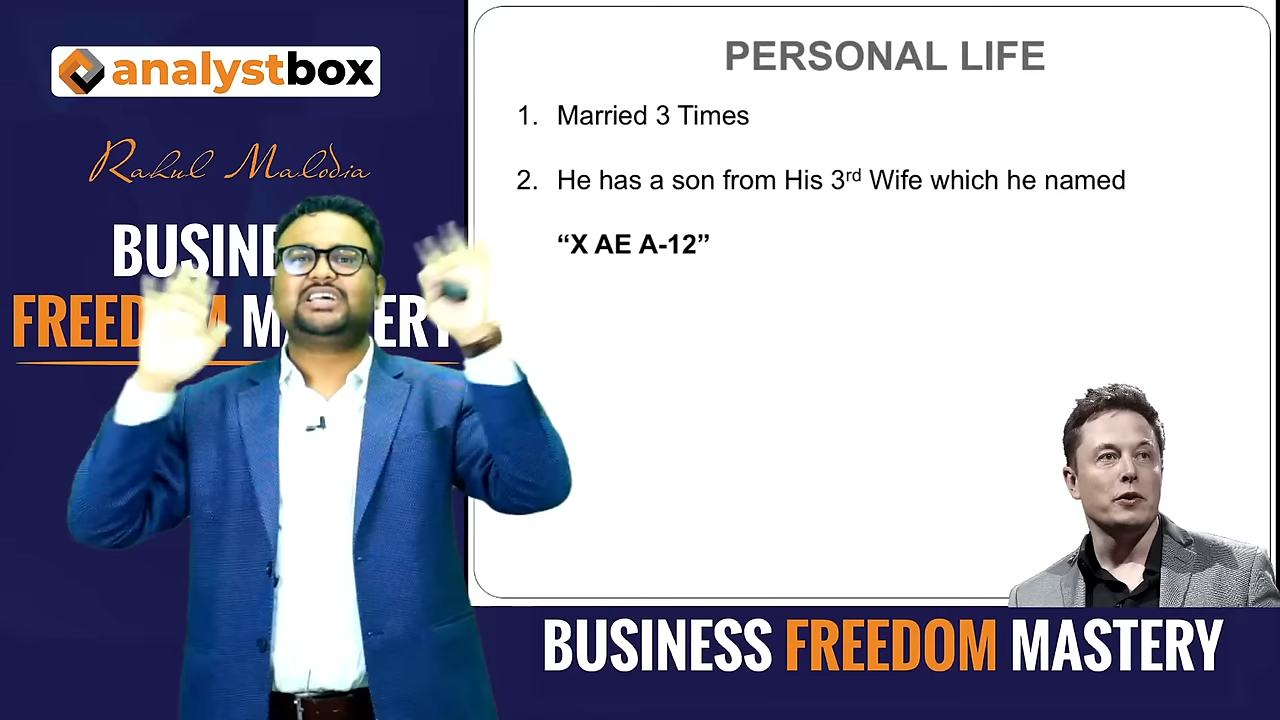 analystbox
Rahul Malodia
BUSINE
FREED M ERY
PERSONAL LIFE
1. Married 3 Times
2. He has a son from His 3rd Wife which he named
“X AE A-12”
BUSINESS FREEDOM MASTERY